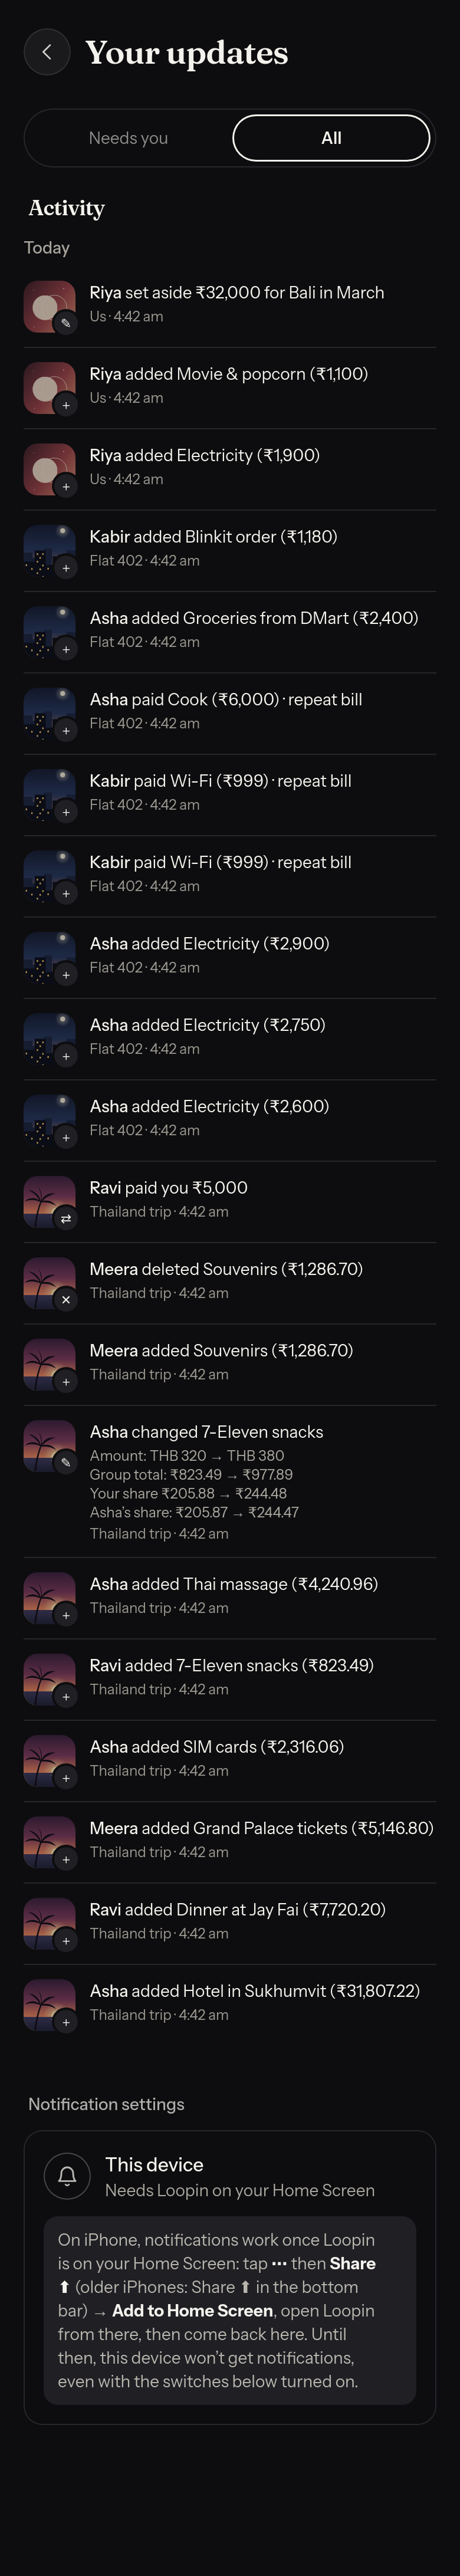 Your updates
Needs you
All
Activity
Today
Riya set aside ₹32,000 for Bali in March
Us · 4:42 am
Riya added Movie & popcorn (₹1,100)
Us · 4:42 am
Riya added Electricity (₹1,900)
Us · 4:42 am
Kabir added Blinkit order (₹1,180)
Flat 402 · 4:42 am
Asha added Groceries from DMart (₹2,400)
Flat 402 · 4:42 am
Asha paid Cook (₹6,000) · repeat bill
Flat 402 · 4:42 am
Kabir paid Wi-Fi (₹999) · repeat bill
Flat 402 · 4:42 am
Kabir paid Wi-Fi (₹999) · repeat bill
Flat 402 · 4:42 am
Asha added Electricity (₹2,900)
Flat 402 · 4:42 am
Asha added Electricity (₹2,750)
Flat 402 · 4:42 am
Asha added Electricity (₹2,600)
Flat 402 · 4:42 am
Ravi paid you ₹5,000
Thailand trip · 4:42 am
Meera deleted Souvenirs (₹1,286.70)
Thailand trip · 4:42 am
Meera added Souvenirs (₹1,286.70)
Thailand trip · 4:42 am
Asha changed 7-Eleven snacks
Amount: THB 320 → THB 380
Group total: ₹823.49 → ₹977.89
Your share ₹205.88 → ₹244.48
Asha's share: ₹205.87 → ₹244.47
Thailand trip · 4:42 am
Asha added Thai massage (₹4,240.96)
Thailand trip · 4:42 am
Ravi added 7-Eleven snacks (₹823.49)
Thailand trip · 4:42 am
Asha added SIM cards (₹2,316.06)
Thailand trip · 4:42 am
Meera added Grand Palace tickets (₹5,146.80)
Thailand trip · 4:42 am
Ravi added Dinner at Jay Fai (₹7,720.20)
Thailand trip · 4:42 am
Asha added Hotel in Sukhumvit (₹31,807.22)
Thailand trip · 4:42 am
Notification settings
This device
Needs Loopin on your Home Screen
On iPhone, notifications work once Loopin
is on your Home Screen: tap ••• then Share
⬆ (older iPhones: Share ⬆ in the bottom
bar) → Add to Home Screen, open Loopin
from there, then come back here. Until
then, this device won't get notifications,
even with the switches below turned on.